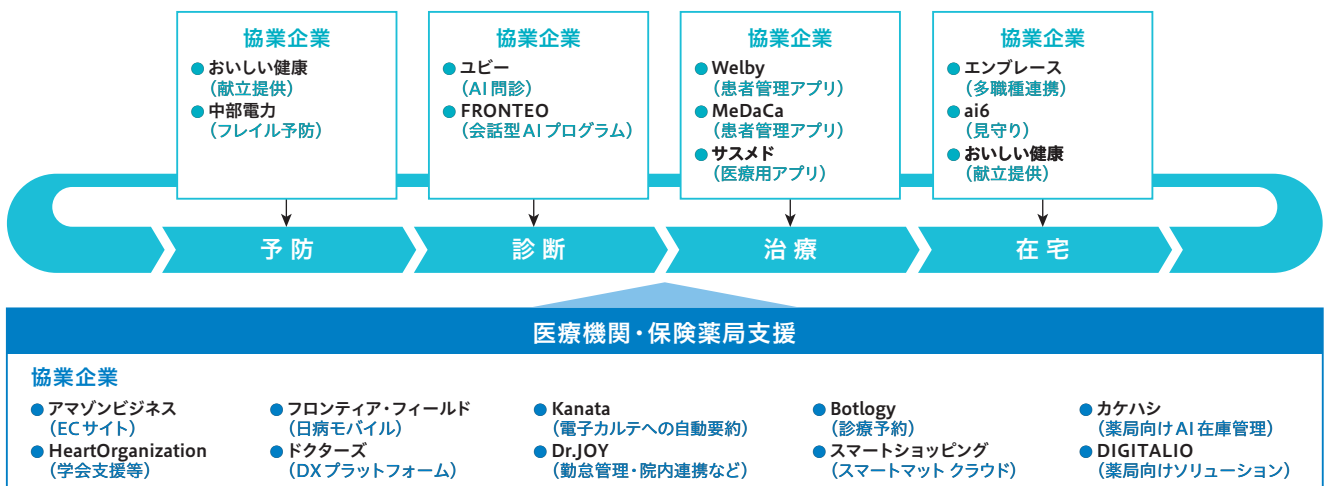 協業企業
●おいしい健康
(献立提供)
●中部電力
(フレイル予防)
協業企業
●ユビー
(AI問診)
●FRONTEO
(会話型AIプログラム)
協業企業
●Welby
(患者管理アプリ)
●MeDaCa
(患者管理アプリ)
●サスメド
(医療用アプリ)
協業企業
●エンブレース
(多職種連携)
●ai6
(見守り)
●おいしい健康
(献立提供)
予防
診断
治療
在宅
医療機関・保険薬局支援
協業企業
●アマゾンビジネス
(ECサイト)
●HeartOrganization
(学会支援等)
●フロンティア・フィールド
(日病モバイル)
●ドクターズ
(DXプラットフォーム)
●Kanata
(電子カルテへの自動要約)
●Dr.JOY
(勤怠管理・院内連携など)
●Botlogy
(診療予約)
●スマートショッピング
(スマートマット クラウド)
●カケハシ
(薬局向けAI在庫管理)
●DIGITALIO
(薬局向けソリューション)